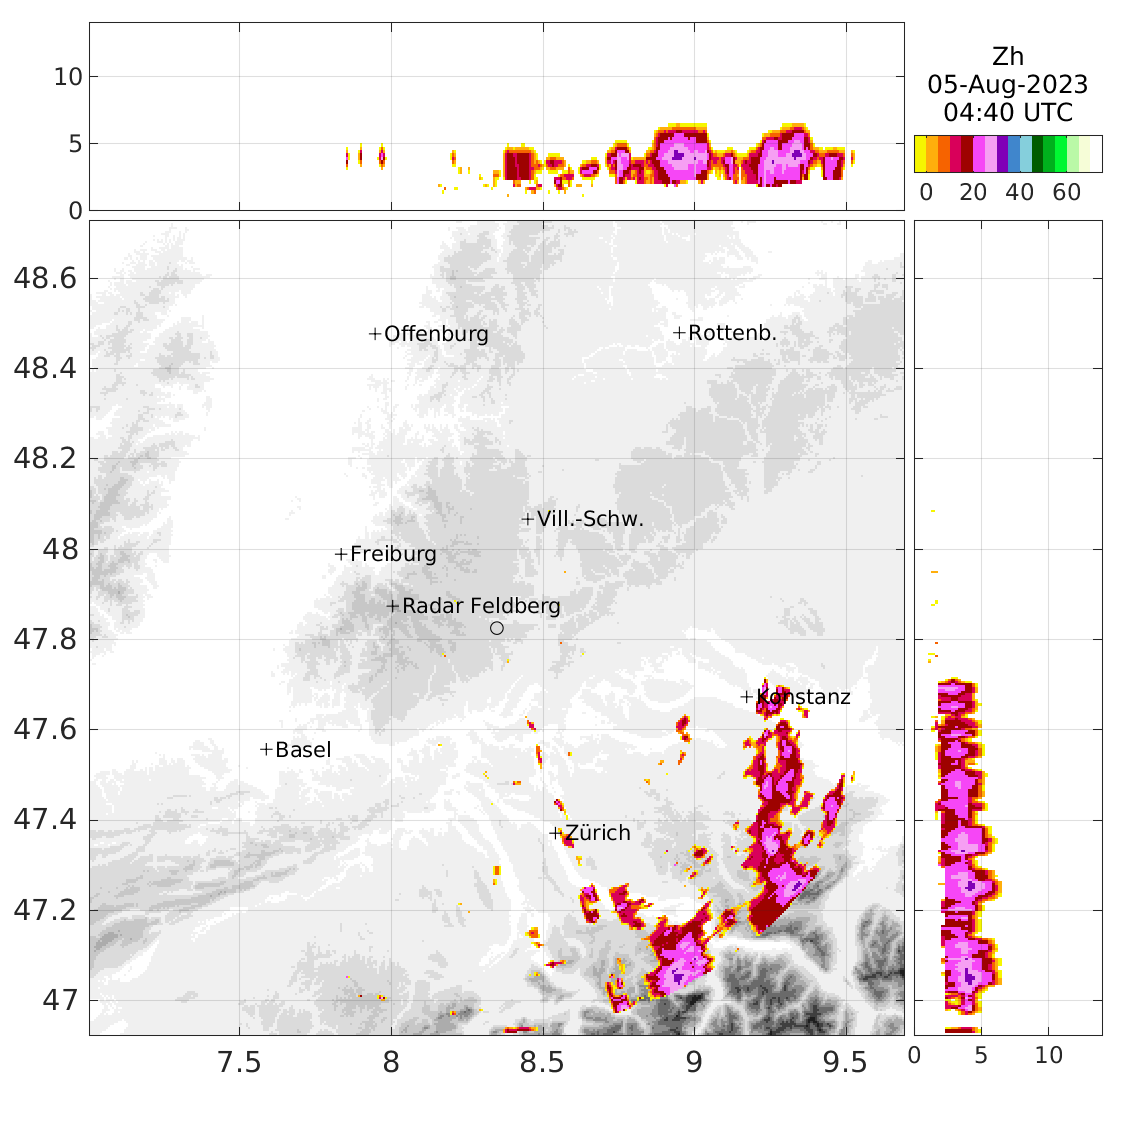 10
5
0
Zh
05-Aug-2023
04:40 UTC
0 20 40 60
48.6
48.4
48.2
48
47.8
47.6
47.4
47.2
47
+Offenburg
+Rottenb.
+Vill.-Schw.
+Freiburg
+Radar Feldberg
+Konstanz
+Basel
+Zürich
7.5 8 8.5 9 9.5
0 5 10